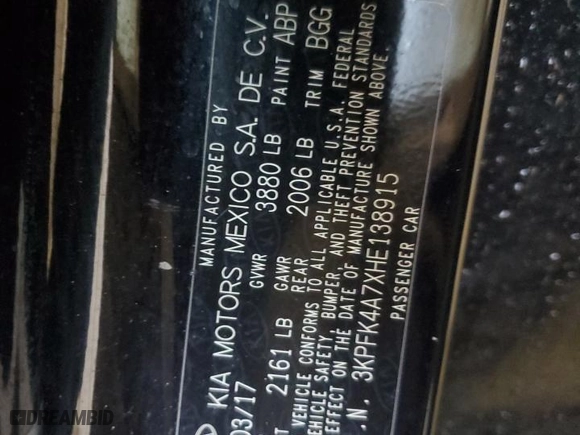 MANUFACTURED BY
KIA MOTORS MEXICO S.A. DE C.V.
03/17 GVWR 3880 LB PAINT ABP
2161 LB GAWR REAR 2006 LB TRIM BGG
VEHICLE CONFORMS TO ALL APPLICABLE U.S.A. FEDERAL
VEHICLE SAFETY, BUMPER, AND THEFT PREVENTION STANDARDS
EFFECT ON THE DATE OF MANUFACTURE SHOWN ABOVE.
.N. 3KPFK4A7XHE138915
PASSENGER CAR
DREAMBID